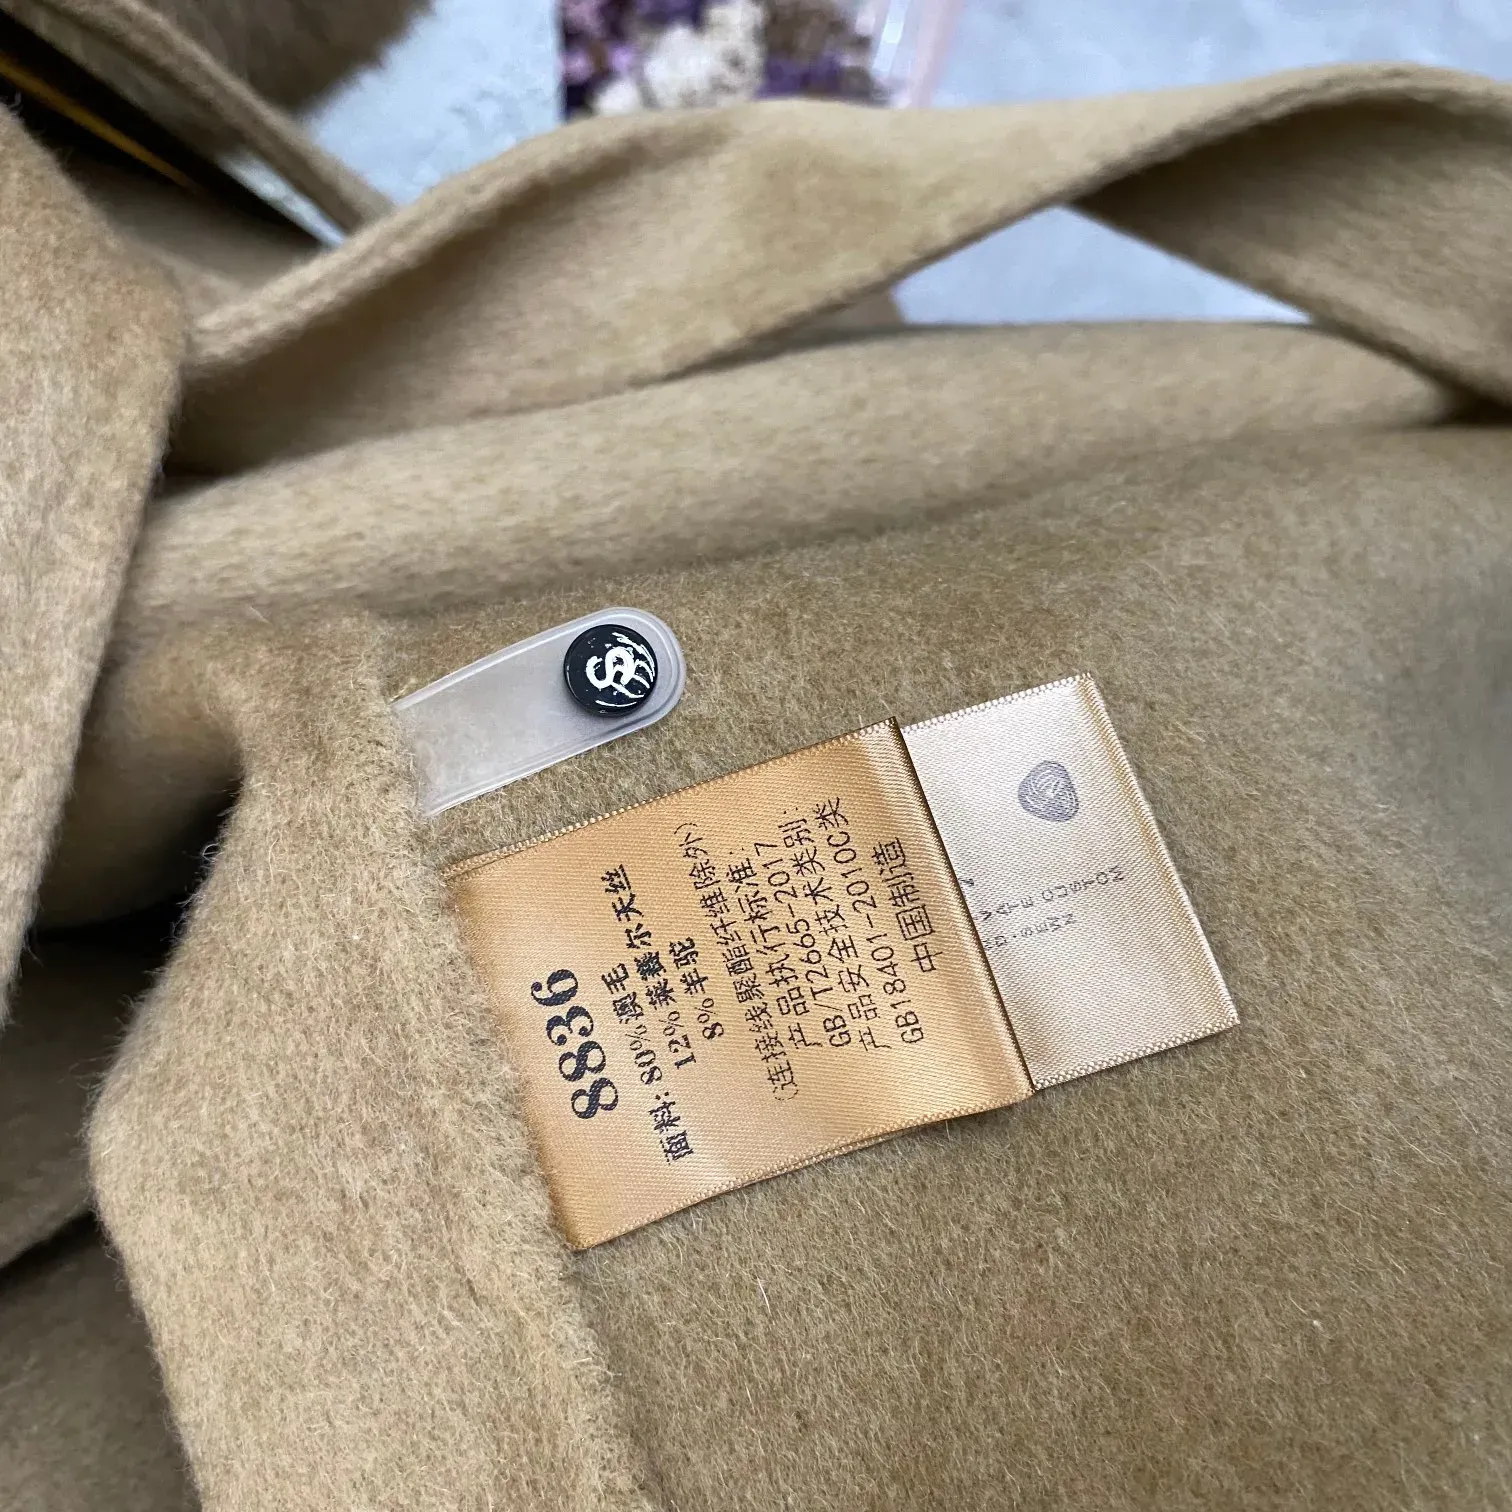 8836
面料: 80%澳毛
12%莱赛尔天丝
8%羊驼
(连接线聚酯纤维除外)
产品执行标准:
GB/T2665-2017
产品安全技术类别:
GB18401-2010C类
中国制造